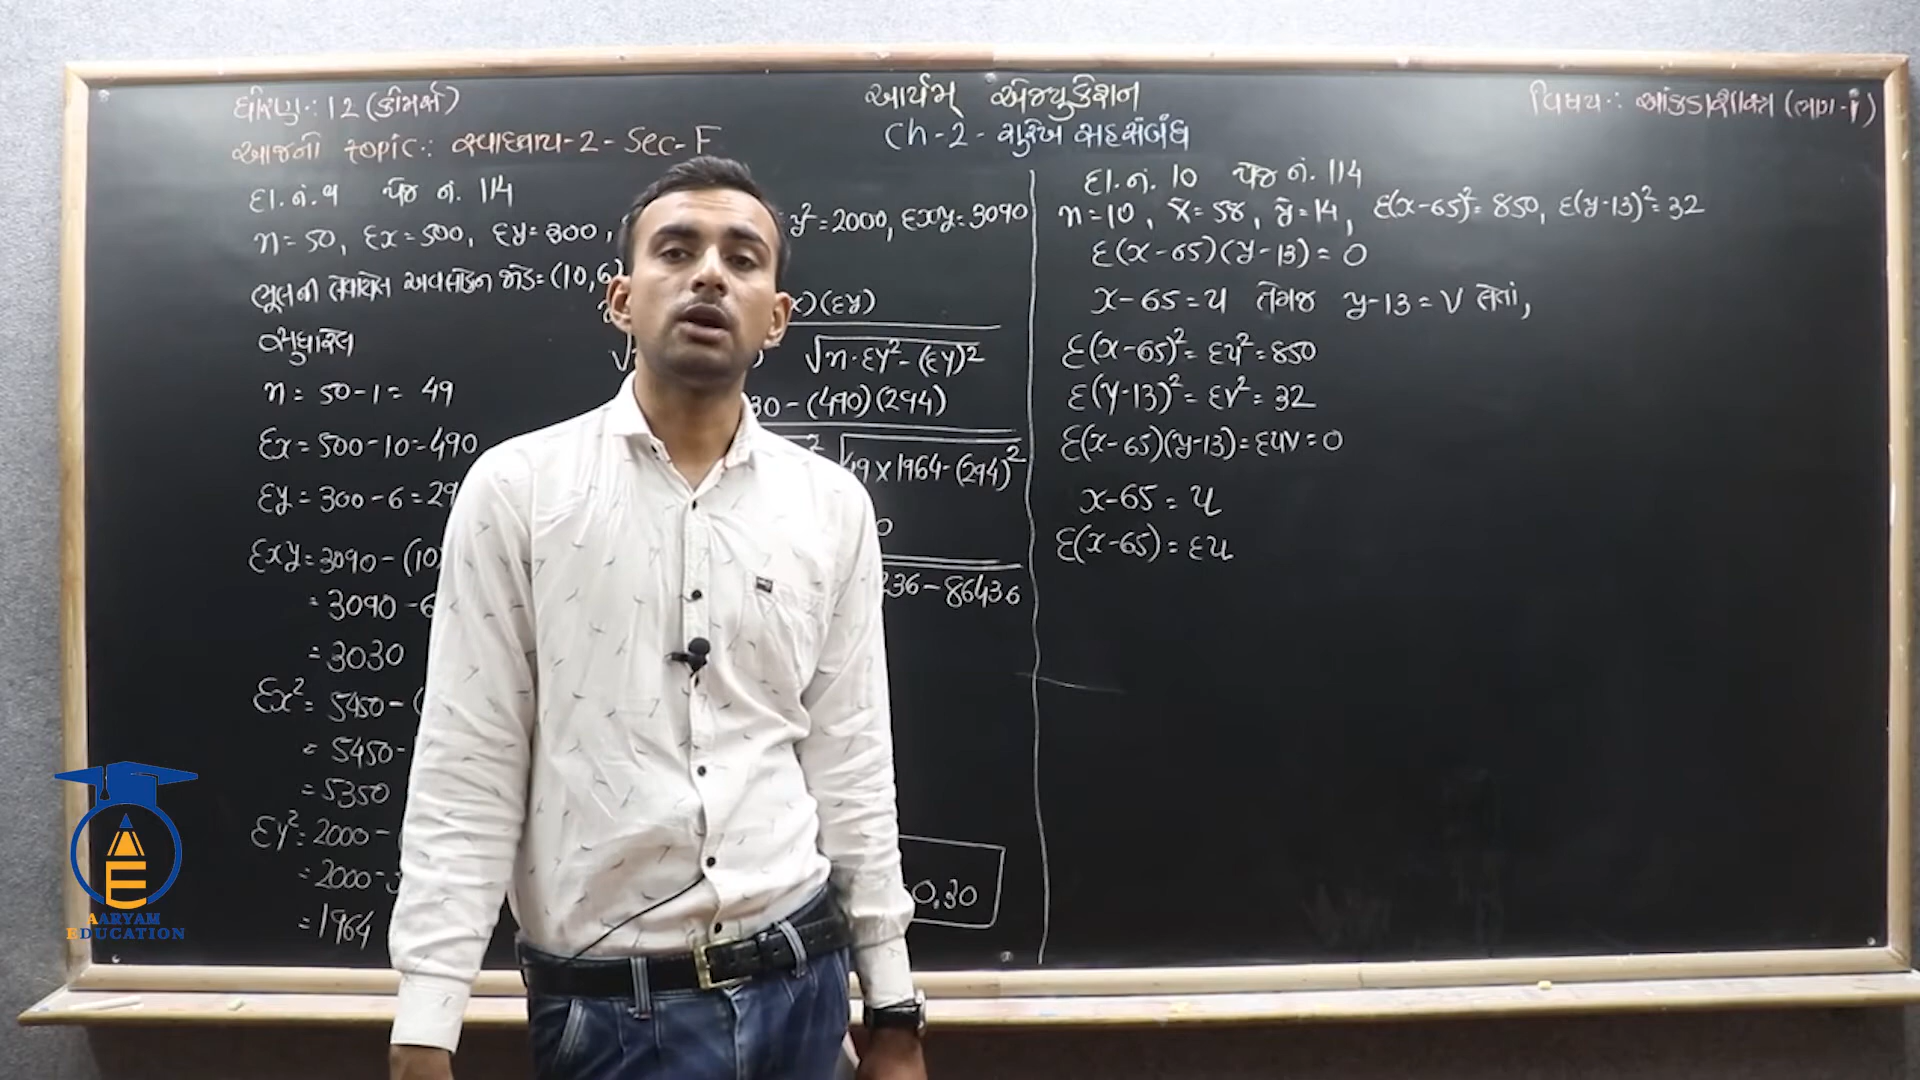 ધોરણ : 12 (કોમર્સ)
આર્યમ્ એજ્યુકેશન
વિષય : આંકડાશાસ્ત્ર (ભાગ-1)
આજનો topic : સ્વાધ્યાય-2 - Sec-F
Ch-2 - સુરેખ સહસંબંધ
દા.નં. 9 પેજ નં. 114
n = 50, Σx = 500, Σy = 300,
y² = 2000, Σxy = 3090
અવલોકન જોડ = (10, 6)
(Σy)
સુધારેલ
√n·Σy² - (Σy)²
n = 50 - 1 = 49
30 - (490)(294)
Σx = 500 - 10 = 490
49 × 1964 - (294)²
Σy = 300 - 6 = 29
0
Σxy = 3090 - (10)
236 - 86436
= 3090 - 6
= 3030
Σx² = 5450 - (
= 5450 -
= 5350
Σy² = 2000 - (
= 2000 - 3
0.30
= 1964
દા.નં. 10 પેજ નં. 114
n = 10, x̄ = 58, ȳ = 14, Σ(x-65)² = 850, Σ(y-13)² = 32
Σ(x-65)(y-13) = 0
x - 65 = u તેમજ y - 13 = v લેતાં,
Σ(x-65)² = Σu² = 850
Σ(y-13)² = Σv² = 32
Σ(x-65)(y-13) = Σuv = 0
x - 65 = u
Σ(x-65) = Σu
AARYAM
EDUCATION